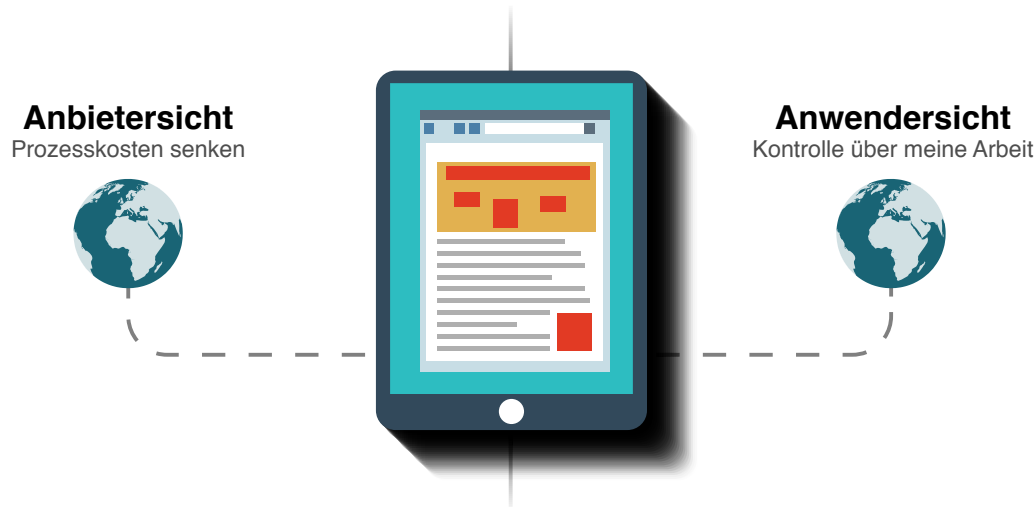 Anbietersicht
Prozesskosten senken
Anwendersicht
Kontrolle über meine Arbeit